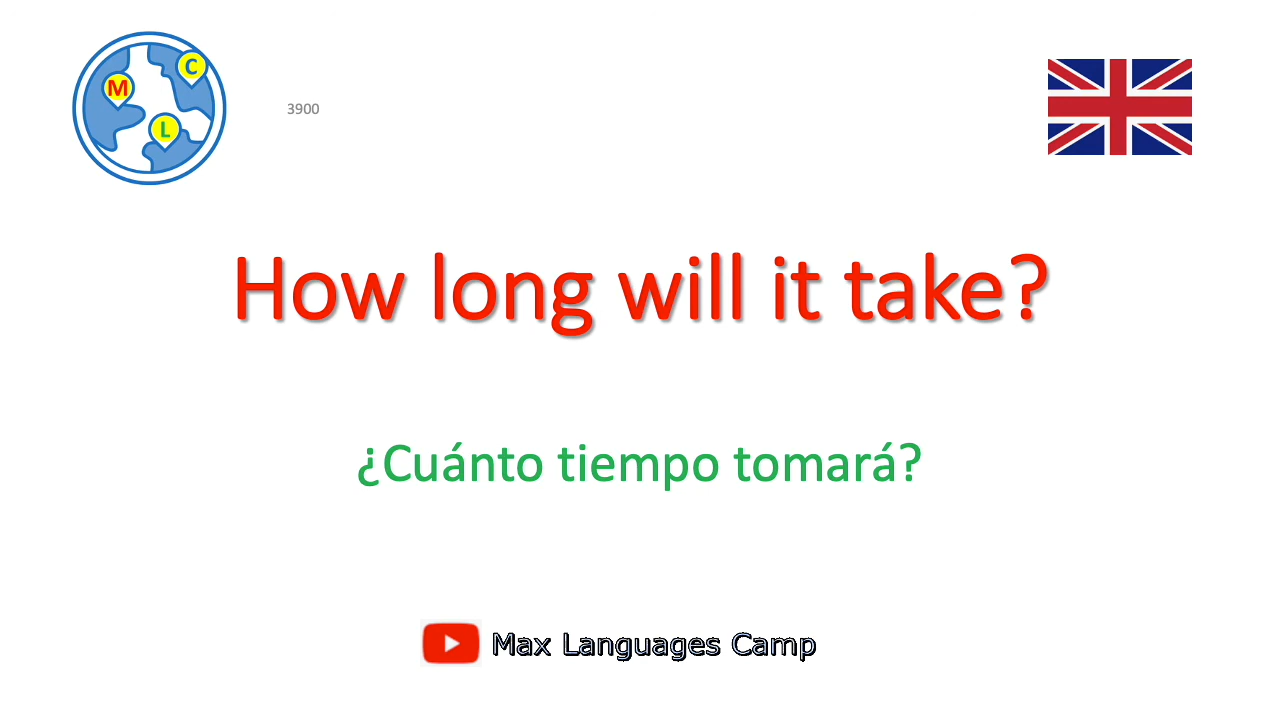 M
C
L
3900
How long will it take?
¿Cuánto tiempo tomará?
Max Languages Camp